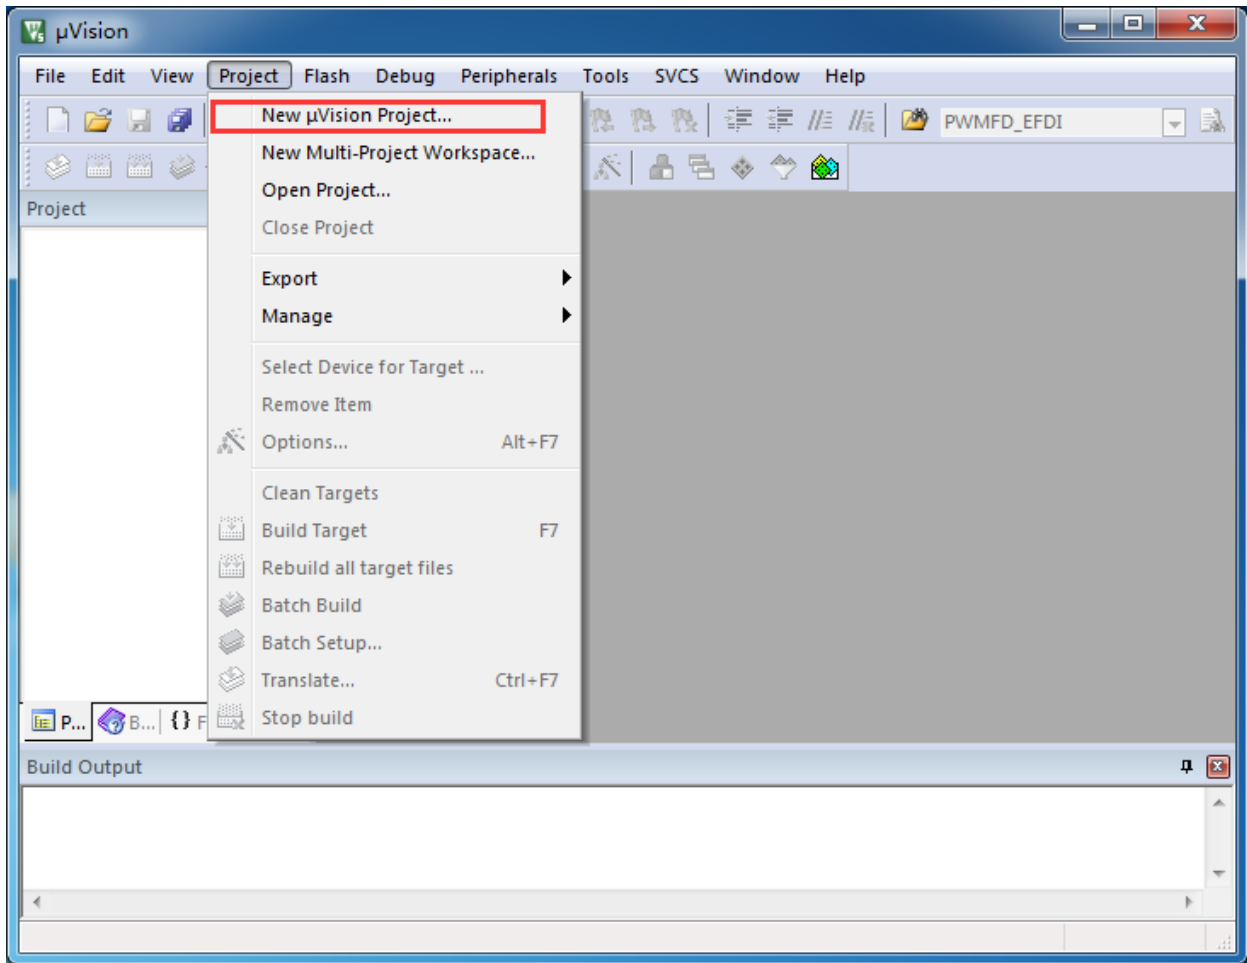 µVision
File Edit View Project Flash Debug Peripherals Tools SVCS Window Help
New µVision Project...
PWMFD_EFDI
New Multi-Project Workspace...
Open Project...
Project
Close Project
Export
Manage
Select Device for Target ...
Remove Item
Options... Alt+F7
Clean Targets
Build Target F7
Rebuild all target files
Batch Build
Batch Setup...
Translate... Ctrl+F7
Stop build
P... B... {} F
Build Output